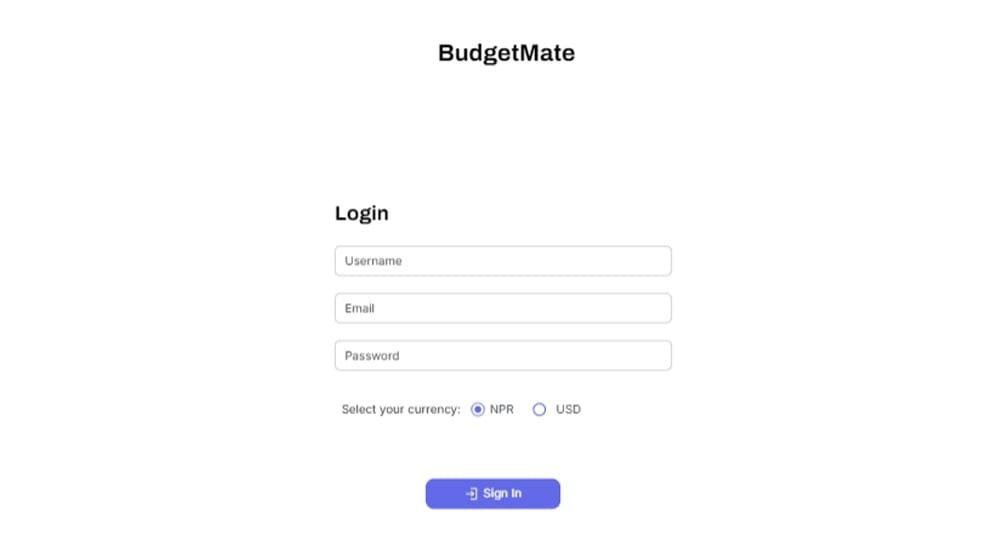 BudgetMate
Login
Username
Email
Password
Select your currency: NPR USD
Sign In